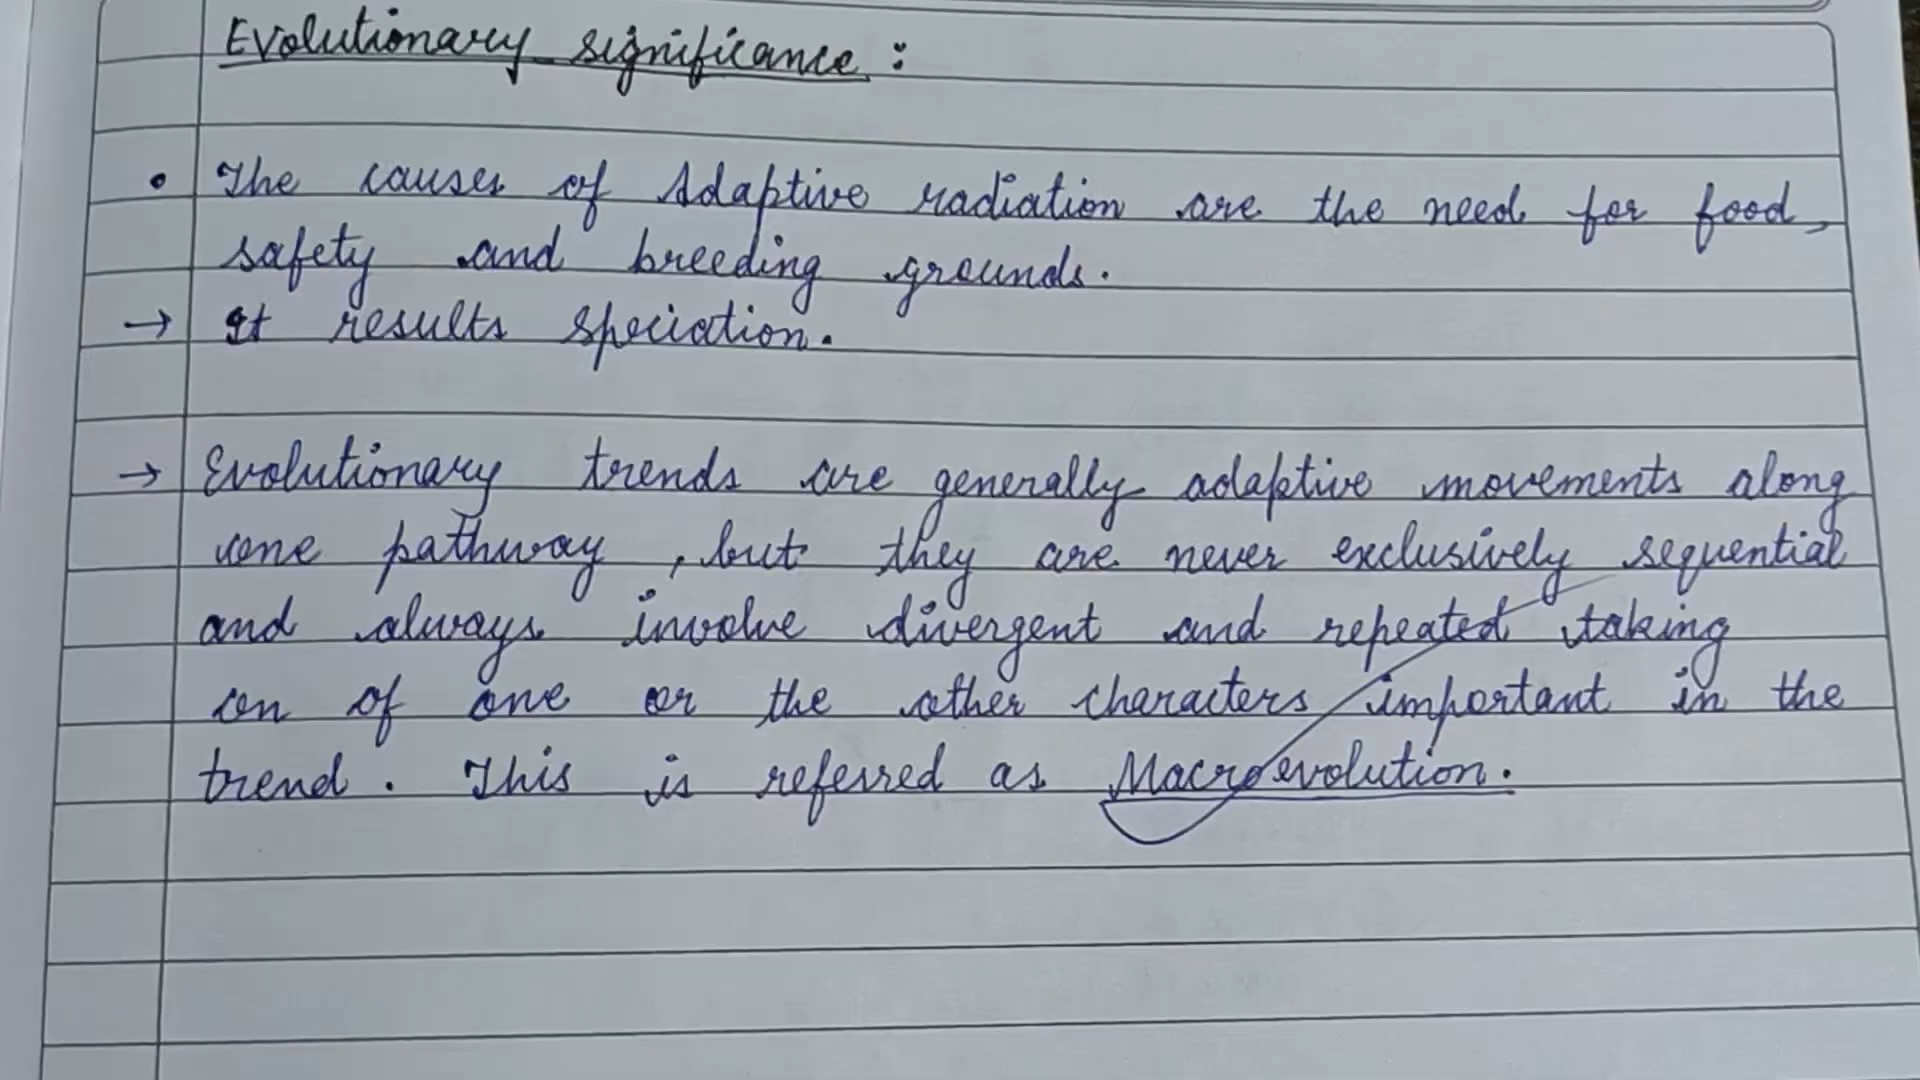 Evolutionary significance :
• The causes of Adaptive radiation are the need for food,
safety and breeding grounds.
→ It results speciation.
→ Evolutionary trends are generally adaptive movements along
one pathway, but they are never exclusively sequential
and always involve divergent and repeated taking
on of one or the other characters important in the
trend. This is referred as Macroevolution.